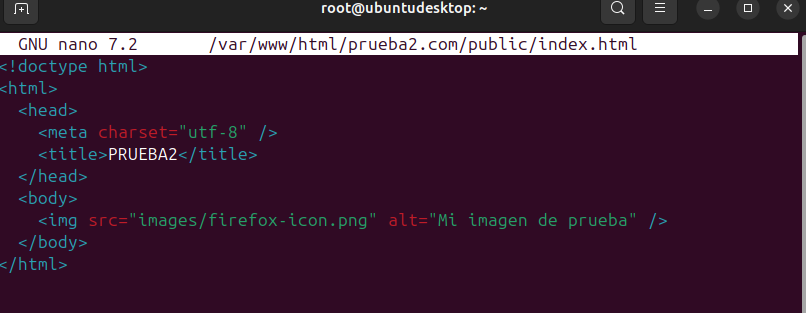 root@ubuntudesktop: ~
GNU nano 7.2 /var/www/html/prueba2.com/public/index.html
<!doctype html>
<html>
  <head>
    <meta charset="utf-8" />
    <title>PRUEBA2</title>
  </head>
  <body>
    <img src="images/firefox-icon.png" alt="Mi imagen de prueba" />
  </body>
</html>